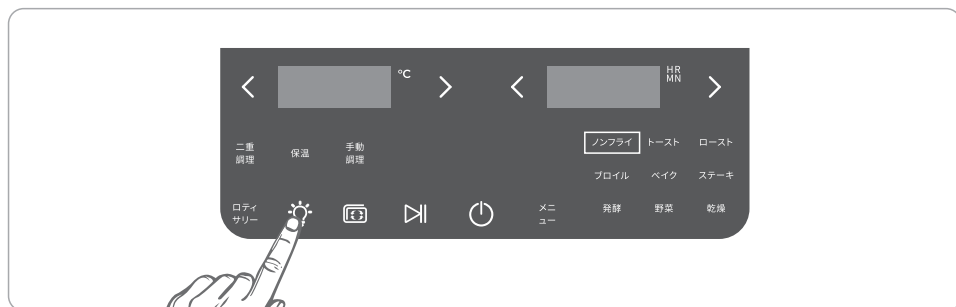 ℃
HR
MN
二重
調理
保温
手動
調理
ノンフライ トースト ロースト
ブロイル ベイク ステーキ
ロティ
サリー
メニ
ュー
発酵 野菜 乾燥